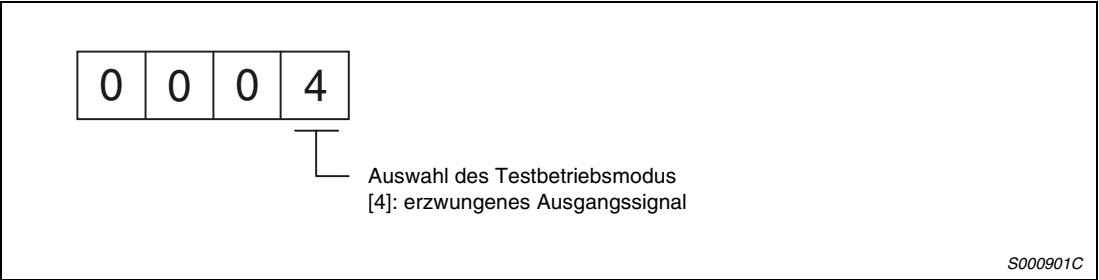 0 0 0 4
Auswahl des Testbetriebsmodus
[4]: erzwungenes Ausgangssignal
S000901C